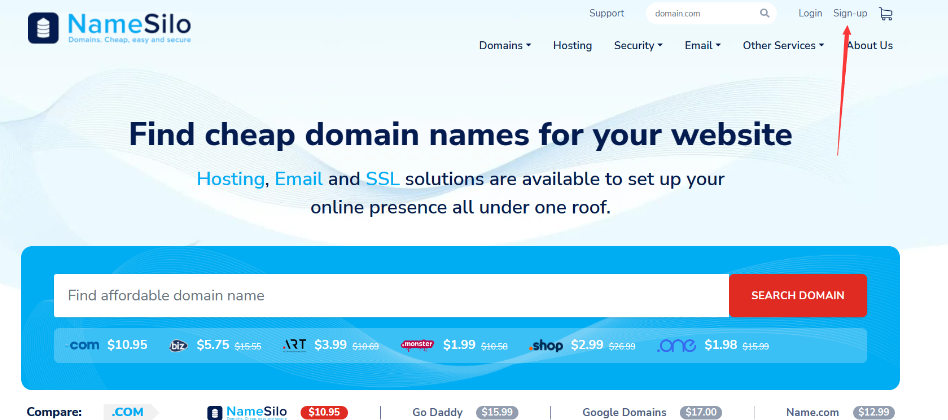 NameSilo
Domains. Cheap, easy and secure
Support
domain.com
Login
Sign-up
Domains
Hosting
Security
Email
Other Services
About Us
Find cheap domain names for your website
Hosting, Email and SSL solutions are available to set up your
online presence all under one roof.
Find affordable domain name
SEARCH DOMAIN
.com $10.95 .biz $5.75 $15.55 .ART $3.99 $10.69 .monster $1.99 $10.56 .shop $2.99 $26.99 .one $1.98 $15.99
Compare: .COM NameSilo $10.95 Go Daddy $15.99 Google Domains $17.00 Name.com $12.99